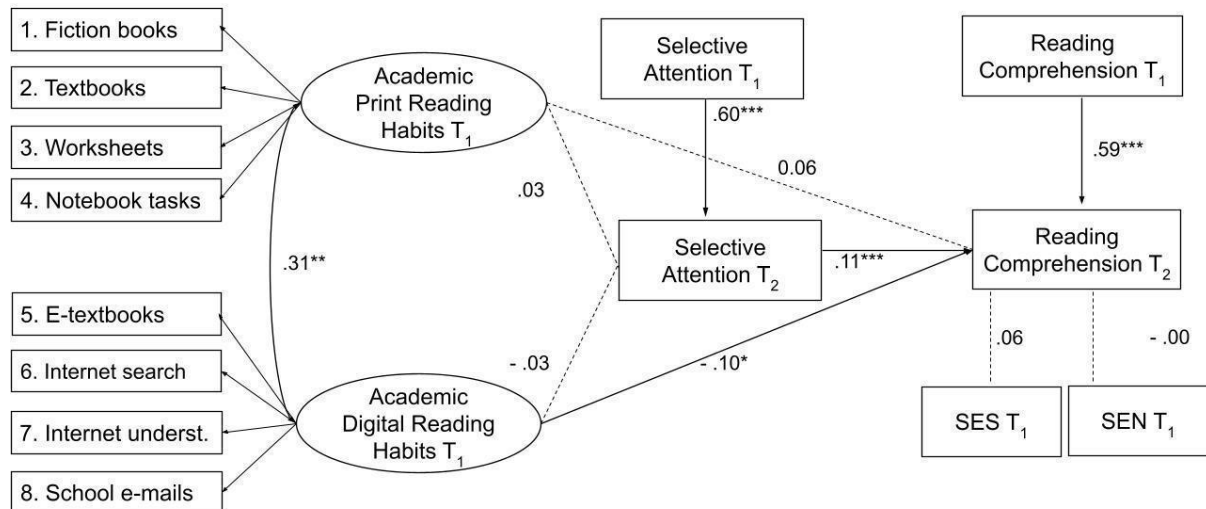 1. Fiction books
2. Textbooks
3. Worksheets
4. Notebook tasks
5. E-textbooks
6. Internet search
7. Internet underst.
8. School e-mails
Academic
Print Reading
Habits T1
.31**
Academic
Digital Reading
Habits T1
Selective
Attention T1
.60***
.03
0.06
Selective
Attention T2
.11***
- .03
- .10*
Reading
Comprehension T1
.59***
Reading
Comprehension T2
.06
- .00
SES T1
SEN T1